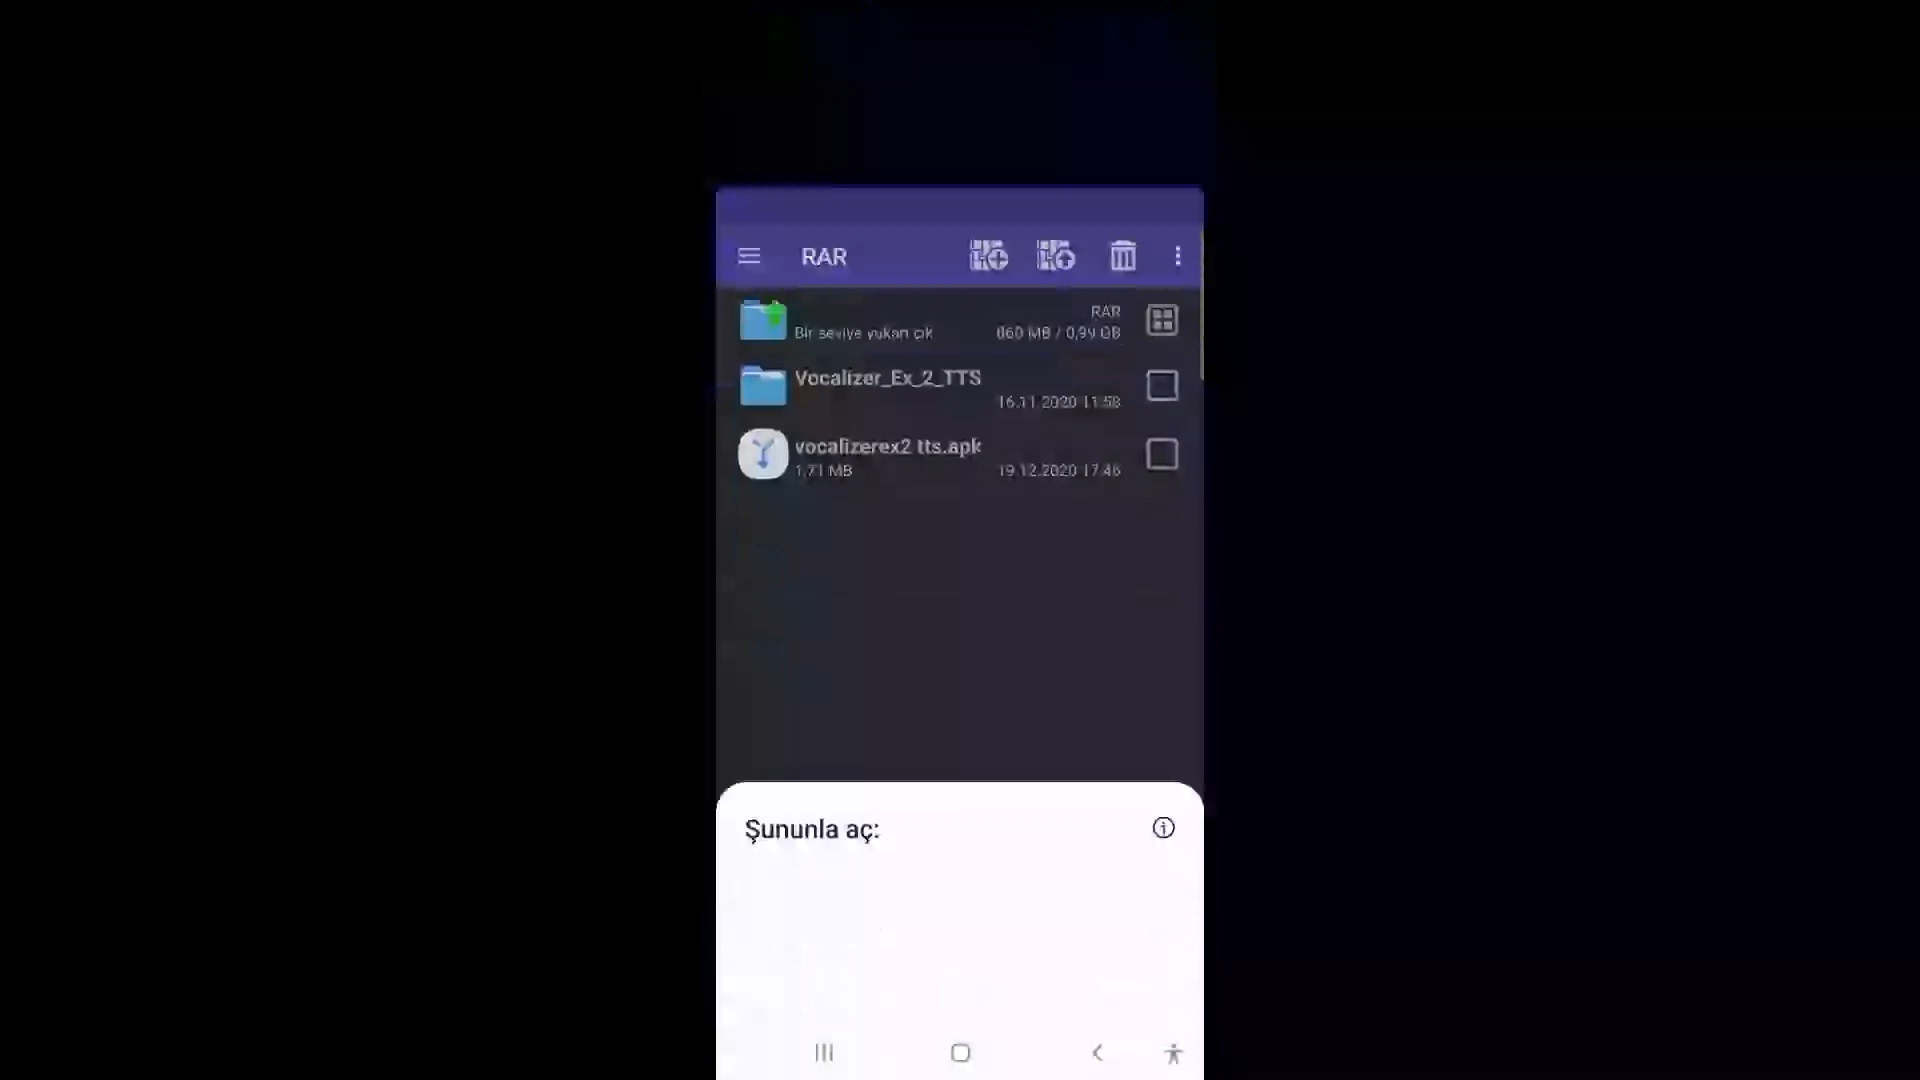 RAR
RAR
Bir seviye yukarı çık
860 MB / 0,99 GB
Vocalizer_Ex_2_TTS
16.11.2020 11:58
vocalizerex2 tts.apk
1,71 MB
19.12.2020 17:46
Şununla aç: